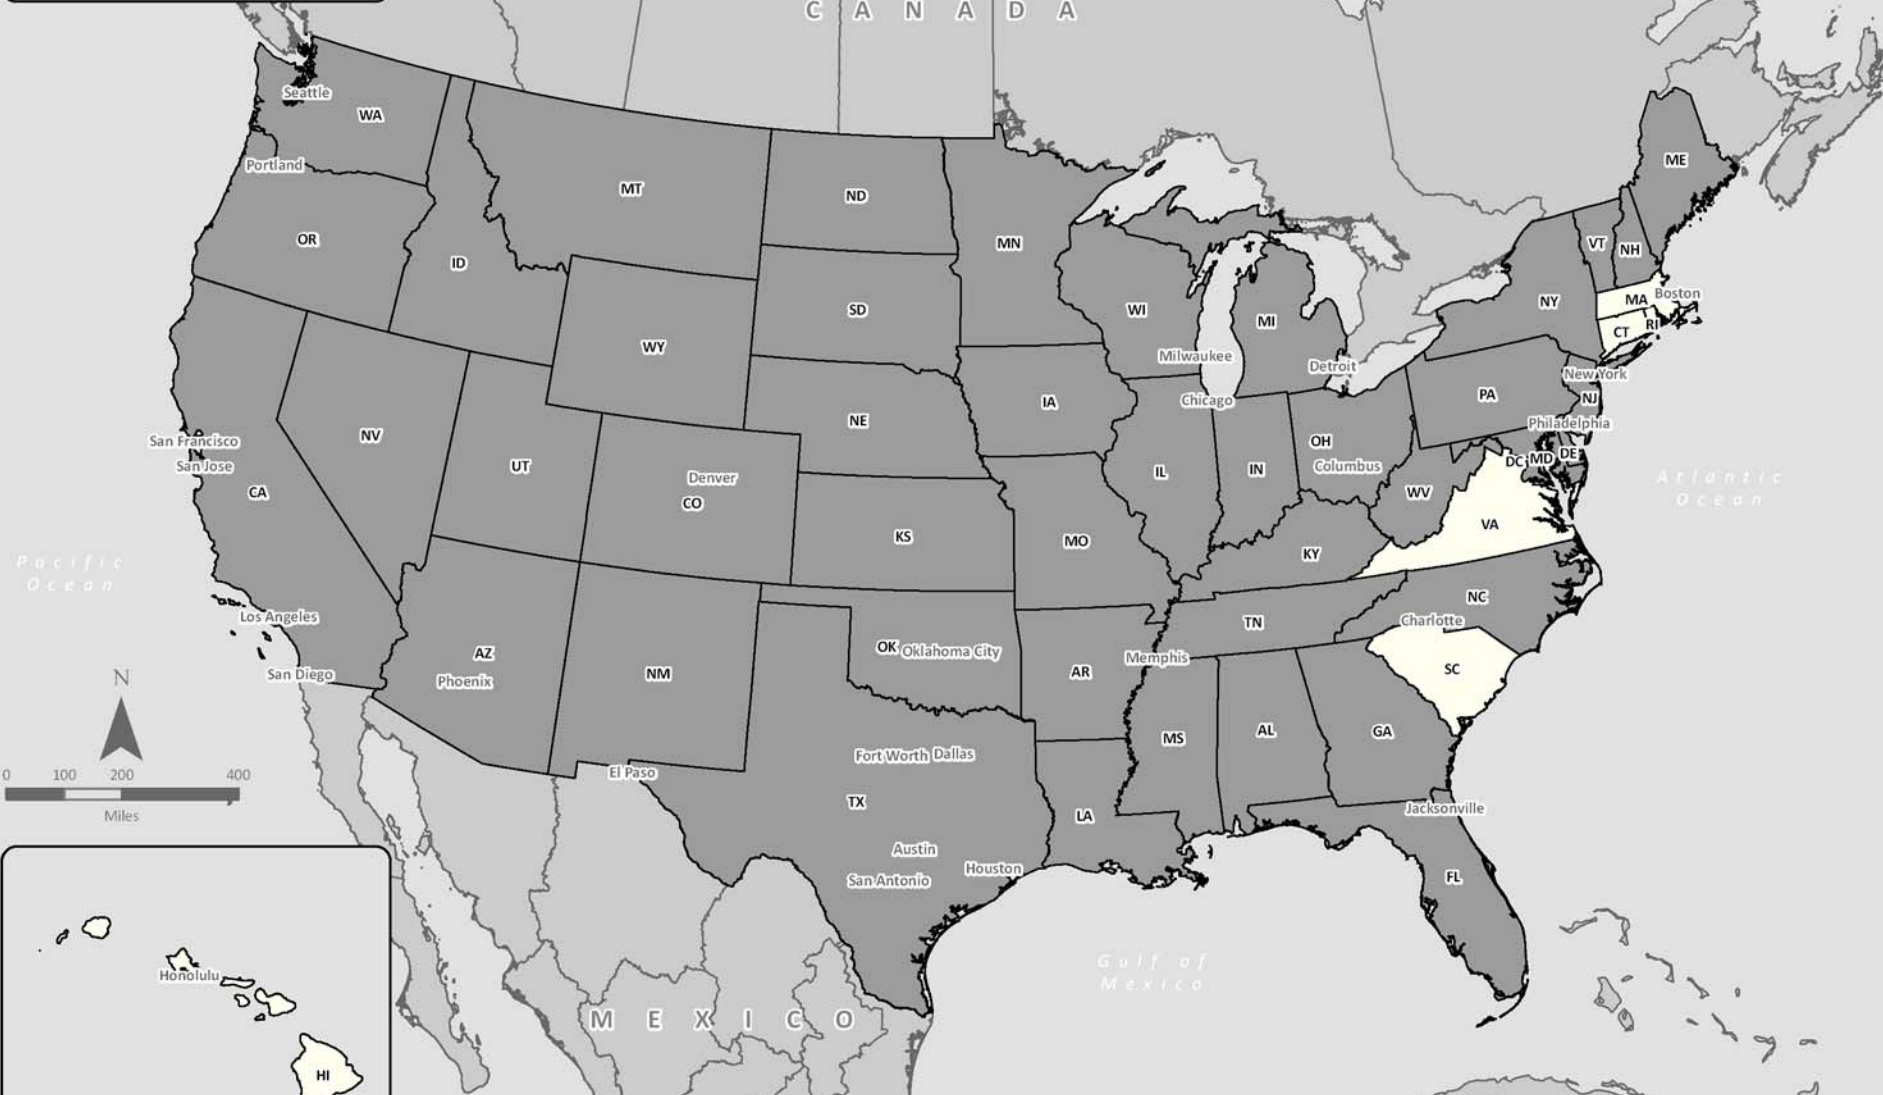 C A N A D A
Seattle
WA
Portland
MT
ND
ME
OR
ID
MN
VT
NH
SD
WI
MI
NY
MA
Boston
CT
RI
WY
Milwaukee
Detroit
New York
IA
Chicago
PA
NJ
NE
OH
Philadelphia
San Francisco
NV
San Jose
UT
Denver
CO
IL
IN
Columbus
DC
MD
DE
CA
WV
Atlantic
Ocean
KS
MO
VA
KY
Pacific
Ocean
Los Angeles
NC
TN
Charlotte
AZ
OK
Oklahoma City
Memphis
San Diego
Phoenix
NM
AR
SC
N
MS
AL
GA
Fort Worth
Dallas
El Paso
0 100 200 400
Miles
TX
LA
Jacksonville
Austin
Houston
San Antonio
FL
Gulf of
Mexico
Honolulu
M E X I C O
HI